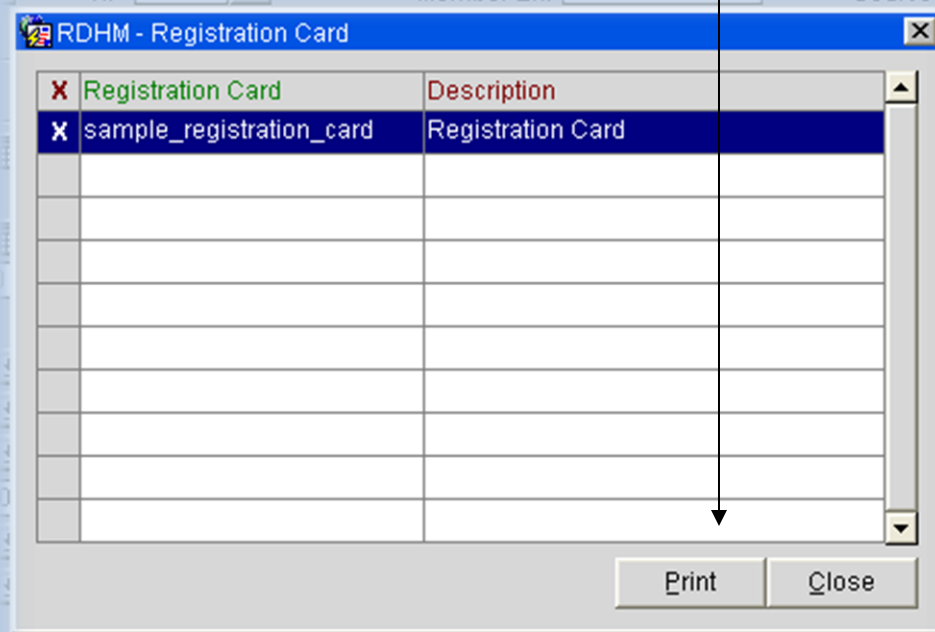 RDHM - Registration Card
X Registration Card Description
X sample_registration_card Registration Card
Print Close